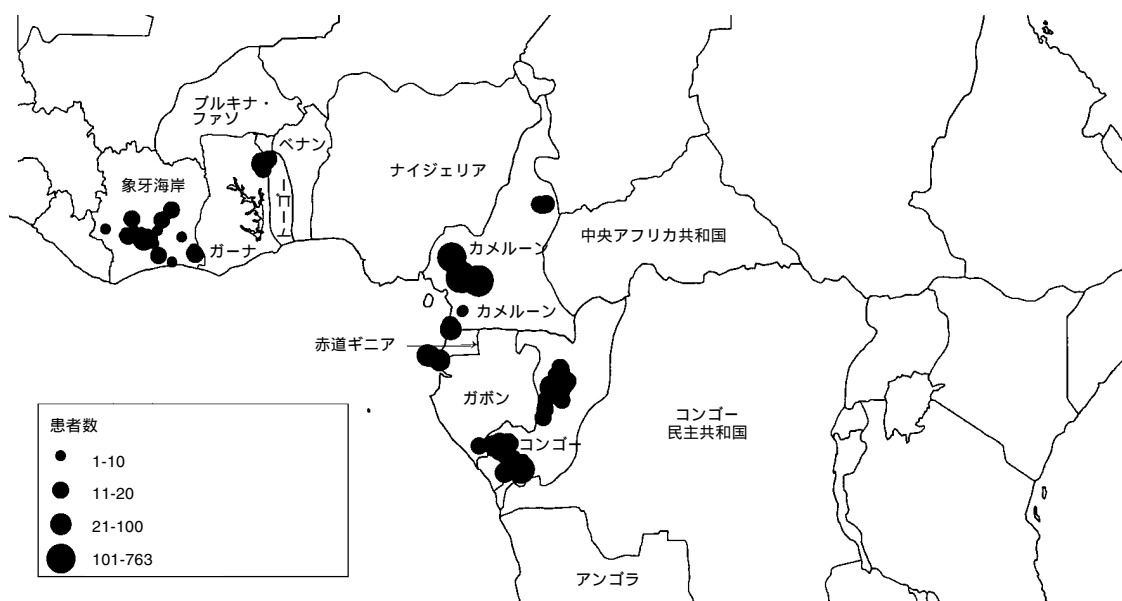 ブルキナ・
ファソ
ベナン
ナイジェリア
象牙海岸
トーゴ
ガーナ
カメルーン
中央アフリカ共和国
カメルーン
赤道ギニア
ガボン
コンゴー
コンゴー
民主共和国
アンゴラ
患者数
1-10
11-20
21-100
101-763